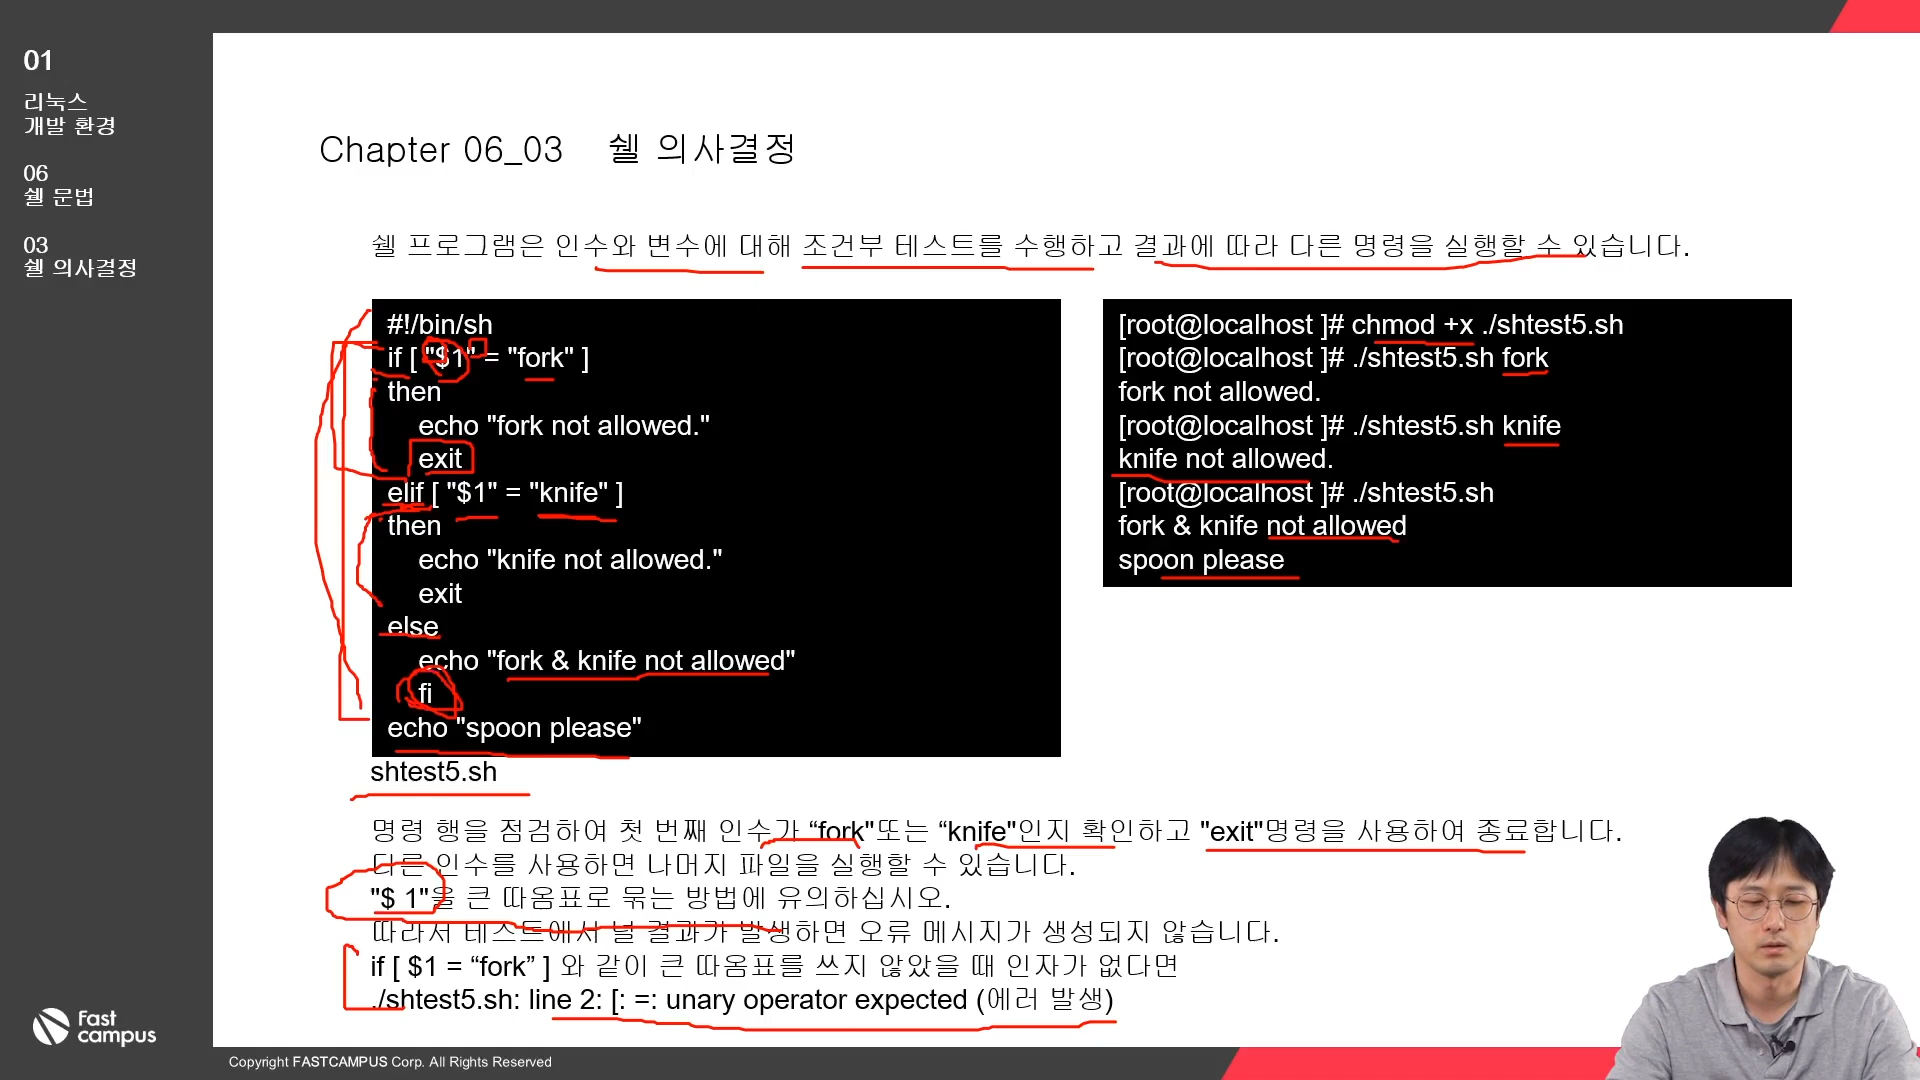 01
리눅스
개발 환경
06
쉘 문법
03
쉘 의사결정
Chapter 06_03 쉘 의사결정
쉘 프로그램은 인수와 변수에 대해 조건부 테스트를 수행하고 결과에 따라 다른 명령을 실행할 수 있습니다.
#!/bin/sh
if [ "$1" = "fork" ]
then
echo "fork not allowed."
exit
elif [ "$1" = "knife" ]
then
echo "knife not allowed."
exit
else
echo "fork & knife not allowed"
fi
echo "spoon please"
shtest5.sh
[root@localhost ]# chmod +x ./shtest5.sh
[root@localhost ]# ./shtest5.sh fork
fork not allowed.
[root@localhost ]# ./shtest5.sh knife
knife not allowed.
[root@localhost ]# ./shtest5.sh
fork & knife not allowed
spoon please
명령 행을 점검하여 첫 번째 인수가 “fork"또는 “knife"인지 확인하고 "exit"명령을 사용하여 종료합니다.
다른 인수를 사용하면 나머지 파일을 실행할 수 있습니다.
"$ 1"을 큰 따옴표로 묶는 방법에 유의하십시오.
따라서 테스트에서 널 결과가 발생하면 오류 메시지가 생성되지 않습니다.
if [ $1 = “fork” ] 와 같이 큰 따옴표를 쓰지 않았을 때 인자가 없다면
./shtest5.sh: line 2: [: =: unary operator expected (에러 발생)
Fast
campus
Copyright FASTCAMPUS Corp. All Rights Reserved